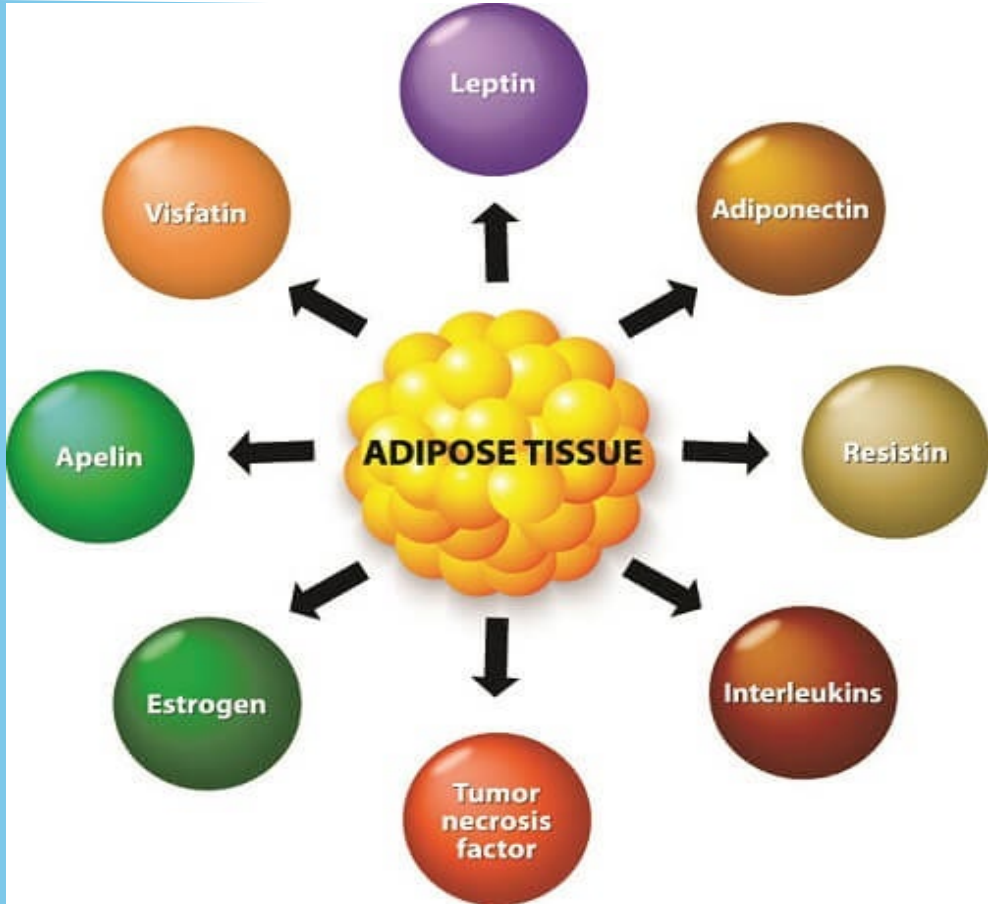 Leptin
Visfatin
Adiponectin
Apelin
ADIPOSE TISSUE
Resistin
Estrogen
Interleukins
Tumor
necrosis
factor